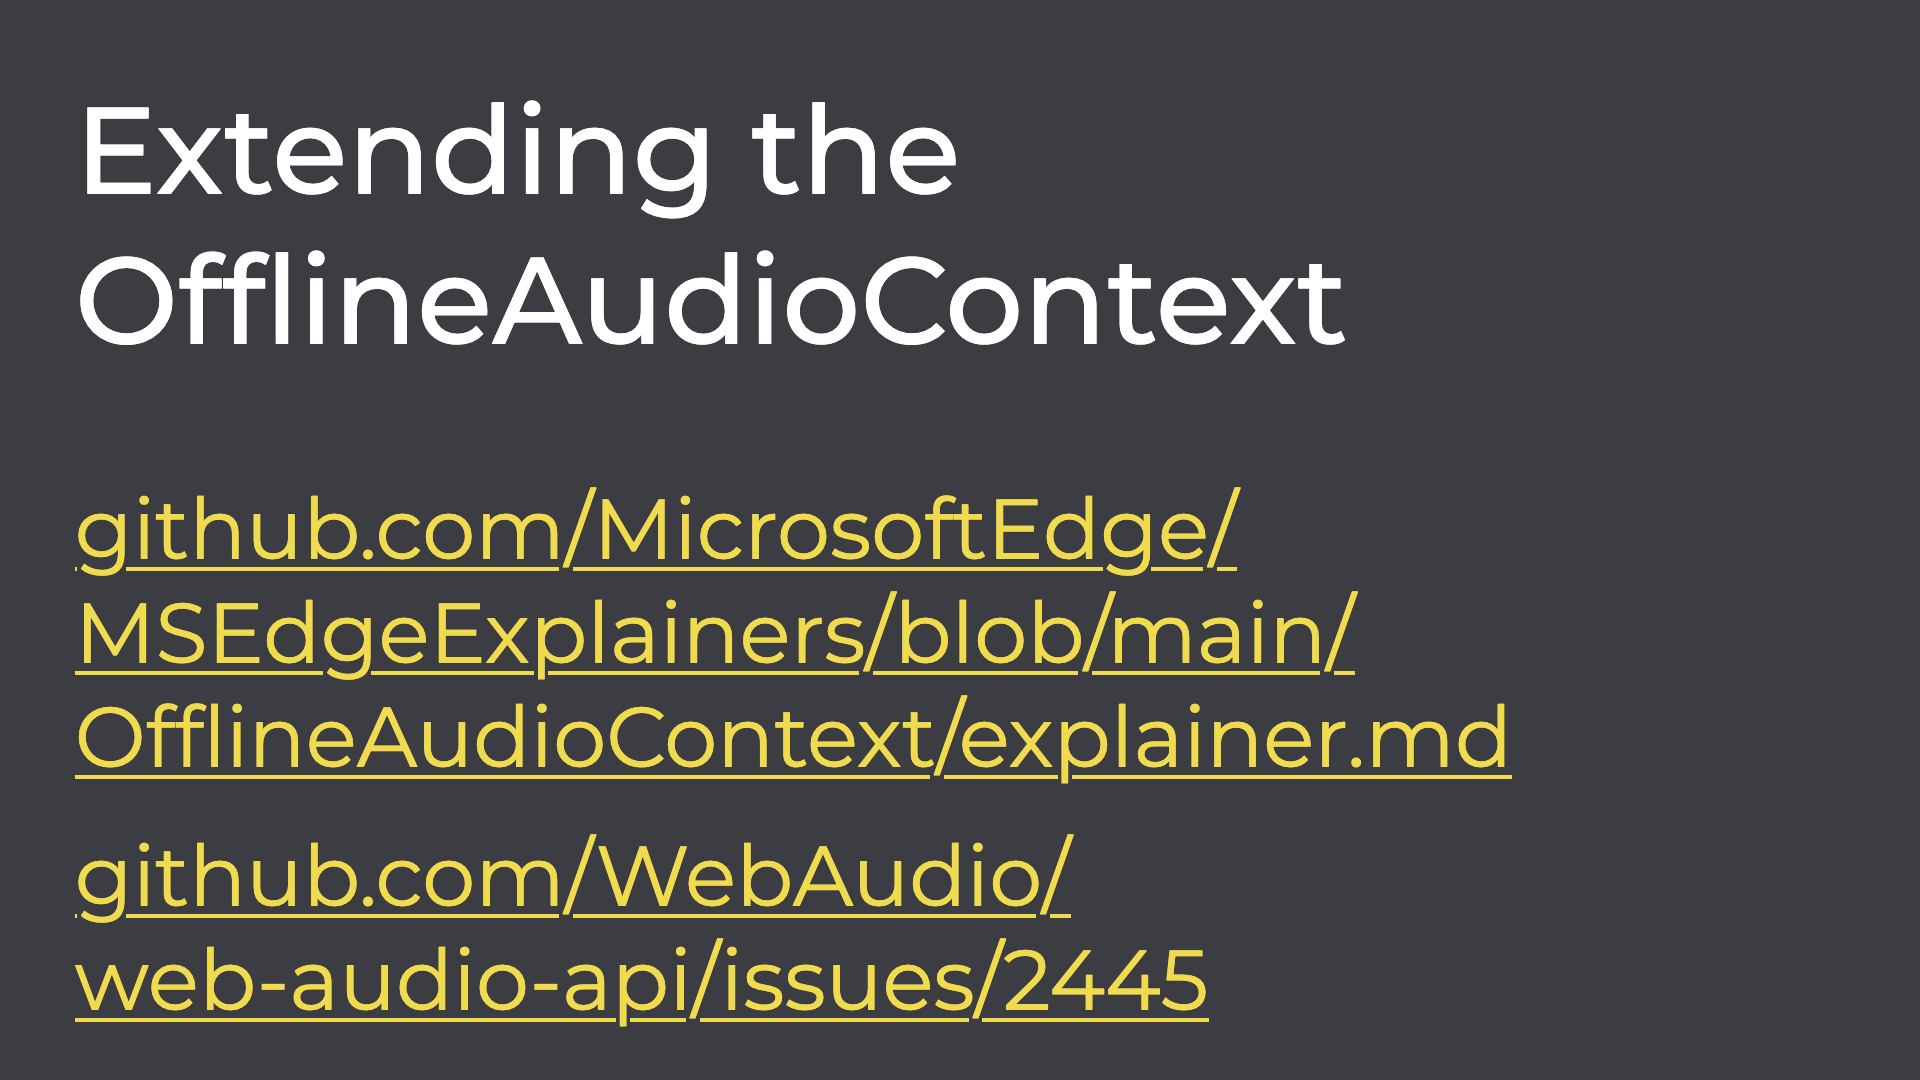 Extending the
OfflineAudioContext
github.com/MicrosoftEdge/
MSEdgeExplainers/blob/main/
OfflineAudioContext/explainer.md
github.com/WebAudio/
web-audio-api/issues/2445